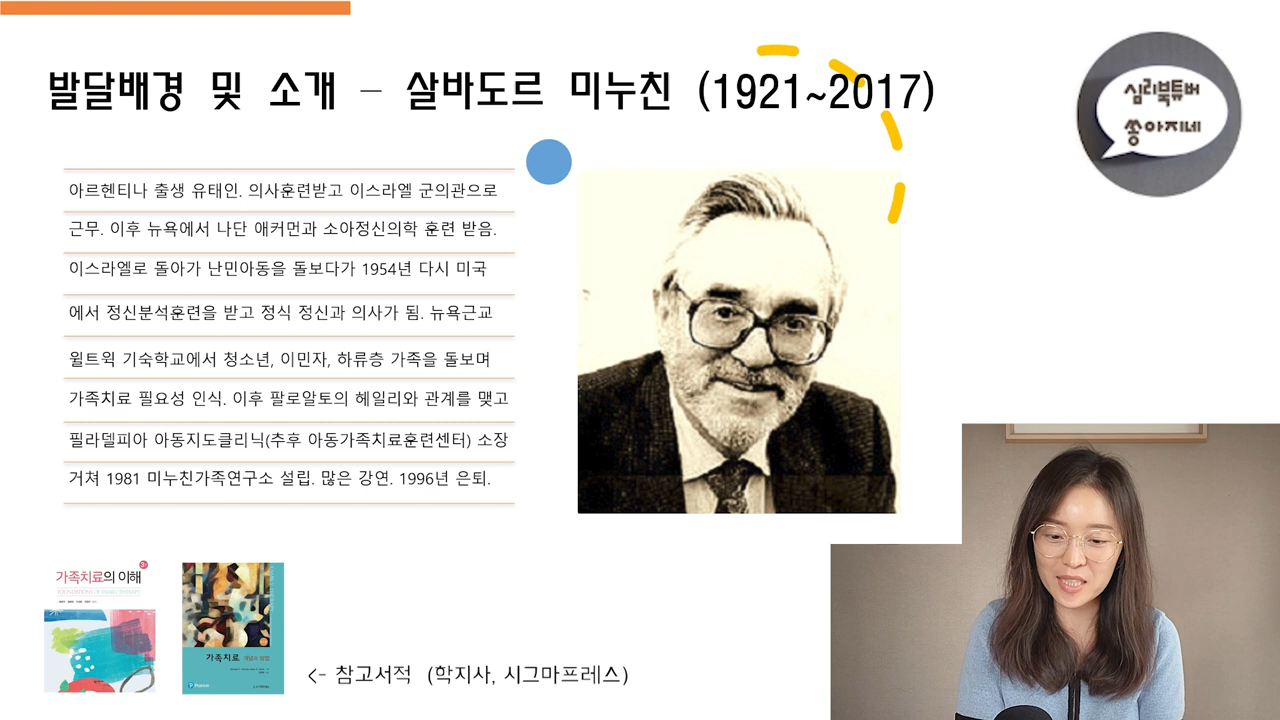 발달배경 및 소개 – 살바도르 미누친 (1921~2017)
심리북튜버
쏭아지네
아르헨티나 출생 유태인. 의사훈련받고 이스라엘 군의관으로
근무. 이후 뉴욕에서 나단 애커먼과 소아정신의학 훈련 받음.
이스라엘로 돌아가 난민아동을 돌보다가 1954년 다시 미국
에서 정신분석훈련을 받고 정식 정신과 의사가 됨. 뉴욕근교
윌트윅 기숙학교에서 청소년, 이민자, 하류층 가족을 돌보며
가족치료 필요성 인식. 이후 팔로알토의 헤일리와 관계를 맺고
필라델피아 아동지도클리닉(추후 아동가족치료훈련센터) 소장
거쳐 1981 미누친가족연구소 설립. 많은 강연. 1996년 은퇴.
가족치료의 이해
FOUNDATIONS OF FAMILY THERAPY
가족치료 개념과 방법
Pearson
<- 참고서적 (학지사, 시그마프레스)